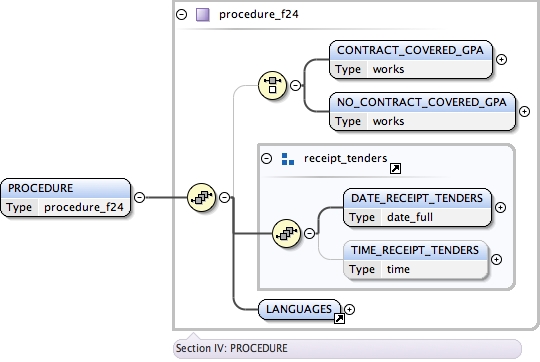 procedure_f24
CONTRACT_COVERED_GPA
Type works
NO_CONTRACT_COVERED_GPA
Type works
receipt_tenders
PROCEDURE
Type procedure_f24
DATE_RECEIPT_TENDERS
Type date_full
TIME_RECEIPT_TENDERS
Type time
LANGUAGES
Section IV: PROCEDURE